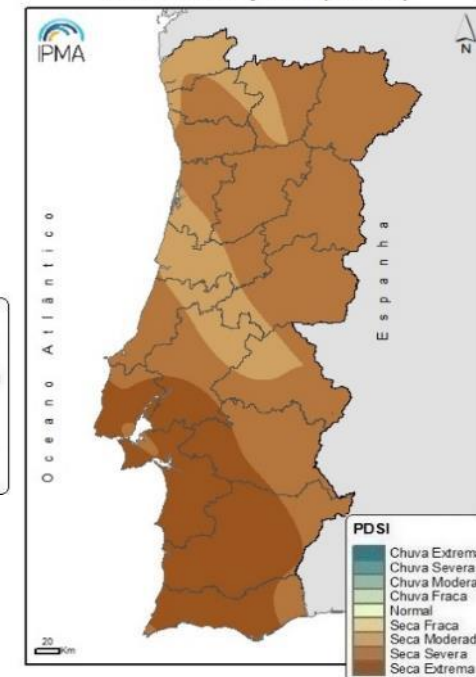 IPMA
N
Oceano Atlântico
Espanha
20
Km
PDSI
Chuva Extrem
Chuva Severa
Chuva Modera
Chuva Fraca
Normal
Seca Fraca
Seca Moderad
Seca Severa
Seca Extrema